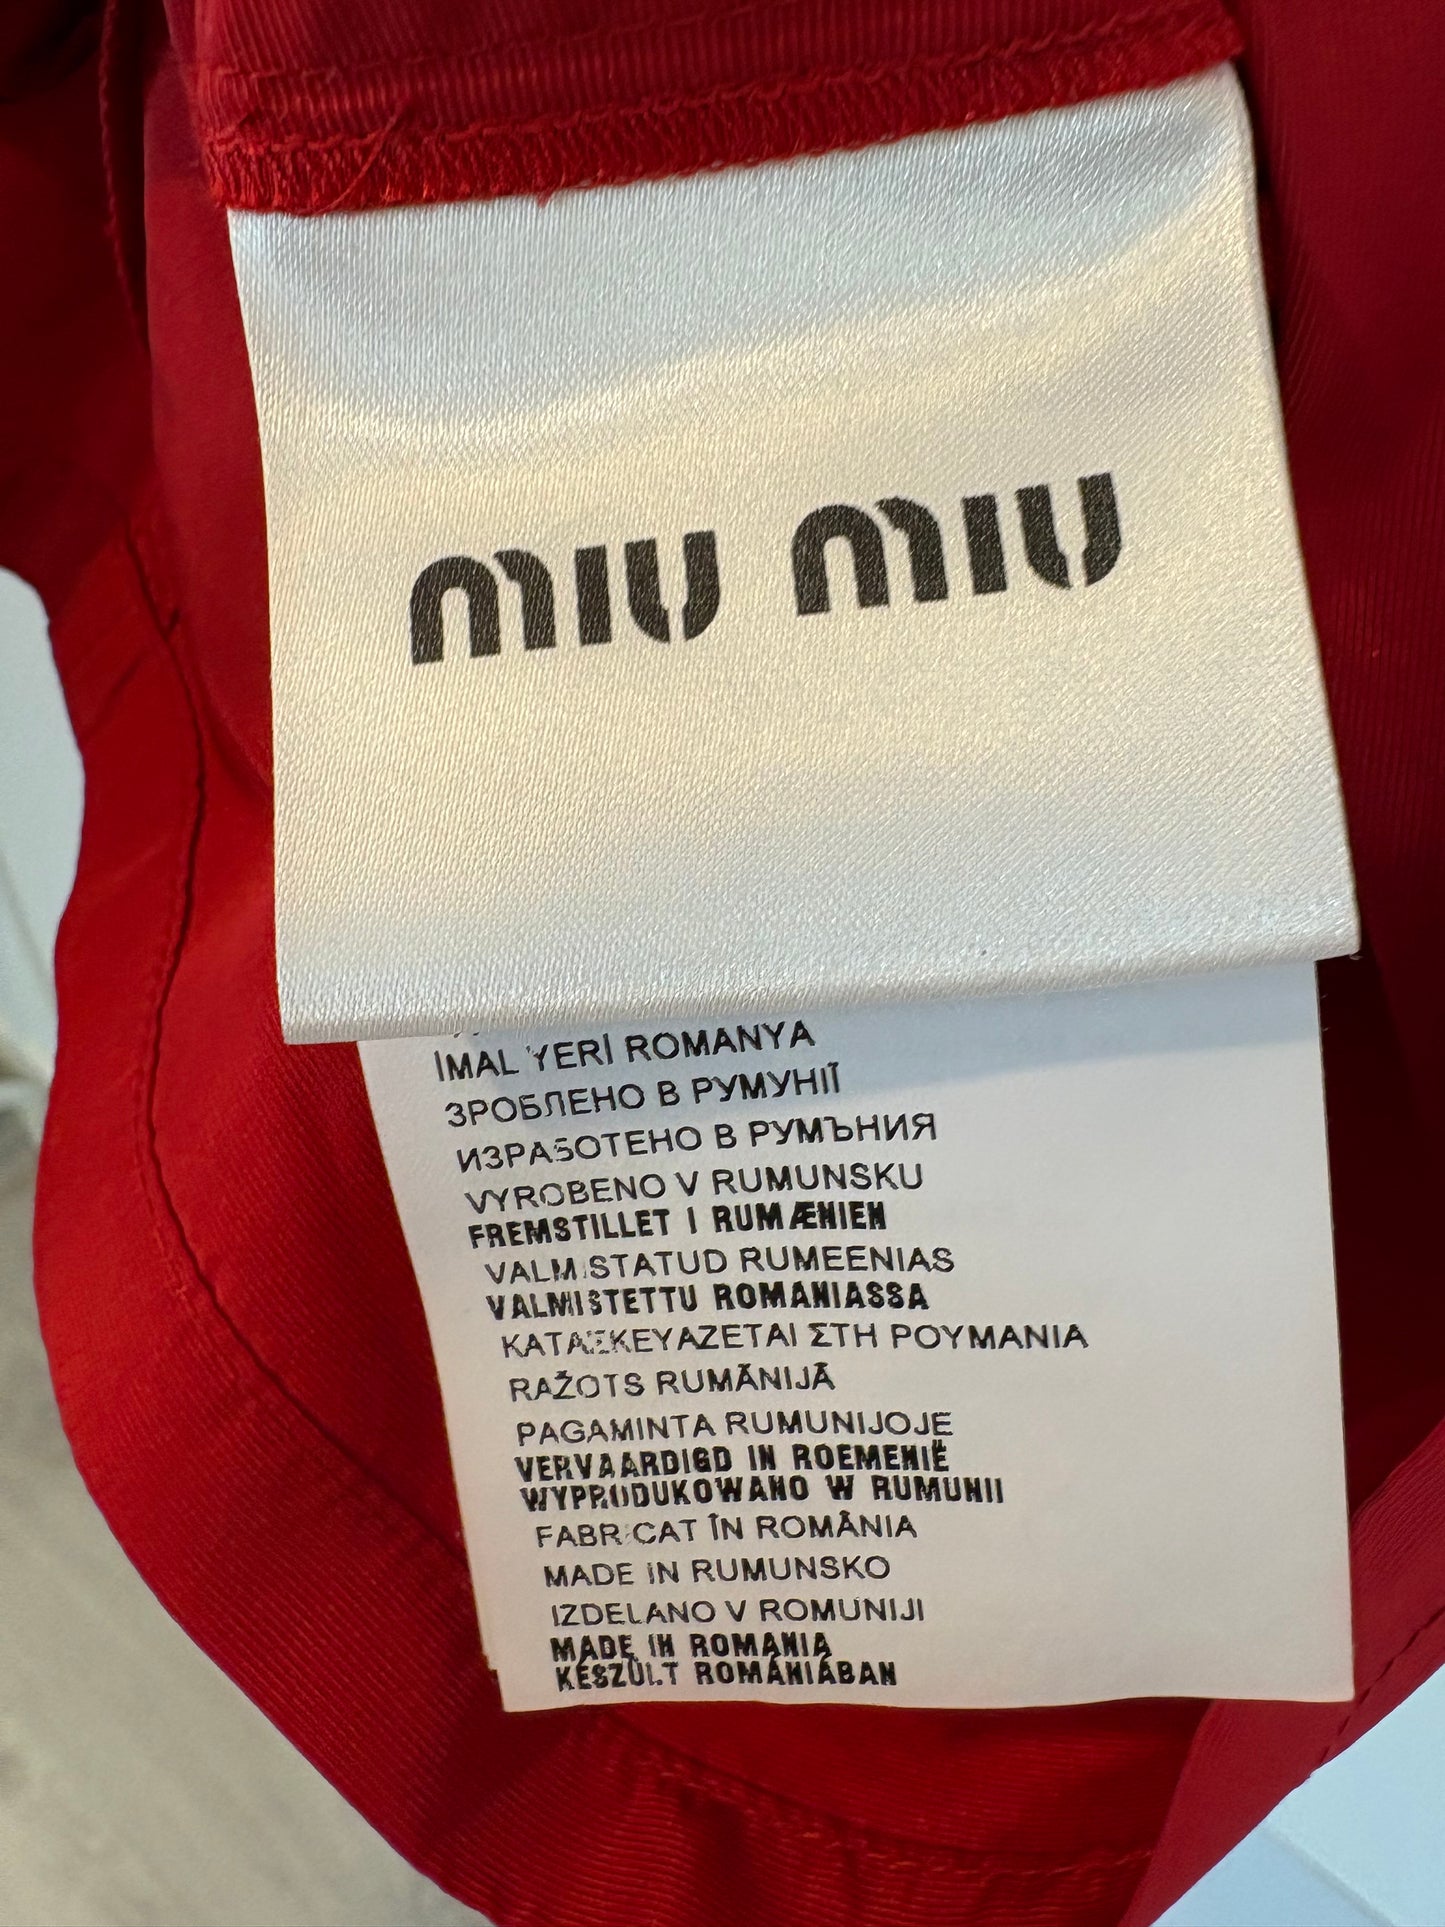 miu miu
İMAL YERİ ROMANYA
ЗРОБЛЕНО В РУМУНІЇ
ИЗРАБОТЕНО В РУМЪНИЯ
VYROBENO V RUMUNSKU
FREMSTILLET I RUMÆNIEN
VALMISTATUD RUMEENIAS
VALMISTETTU ROMANIASSA
ΚΑΤΑΣΚΕΥΑΖΕΤΑΙ ΣΤΗ ΡΟΥΜΑΝΙΑ
RAŽOTS RUMĀNIJĀ
PAGAMINTA RUMUNIJOJE
VERVAARDIGD IN ROEMENIË
WYPRODUKOWANO W RUMUNII
FABRICAT ÎN ROMÂNIA
MADE IN RUMUNSKO
IZDELANO V ROMUNIJI
MADE IN ROMANIA
KÉSZÜLT ROMÁNIÁBAN